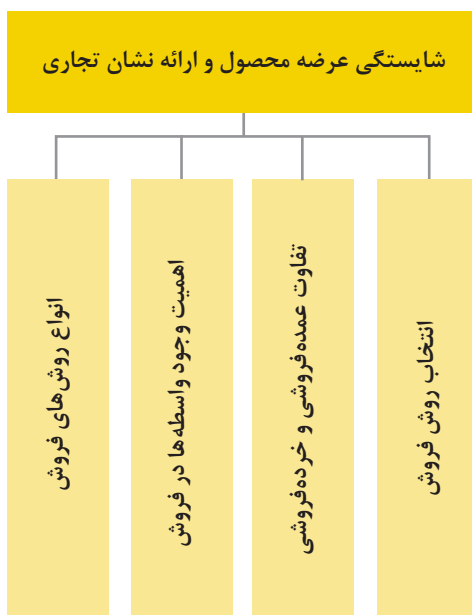 شایستگی عرضه محصول و ارائه نشان تجاری
انتخاب روش فروش
تفاوت عمده‌فروشی و خرده‌فروشی
اهمیت وجود واسطه‌ها در فروش
انواع روش‌های فروش